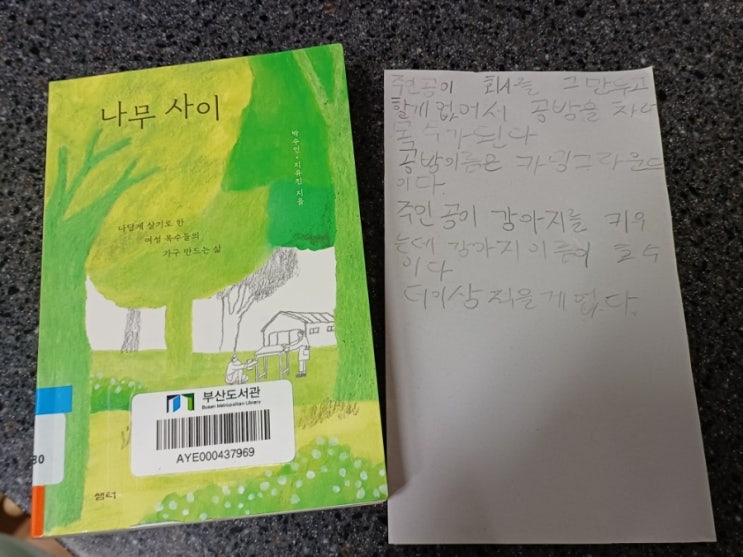 나무 사이
박수인·지유진 지음
나답게 살기로 한
여성 목수들의
가구 만드는 삶
부산도서관
Busan Metropolitan Library
AYE000437969
30
샘터
주인공이 회사를 그만두고
할게 없어서 공방을 차려
목수가된다
공방이름은 카밍그라운드
이다.
주인공이 강아지를 키우
는데 강아지 이름이 호수
이다
더이상 적을게 없다.